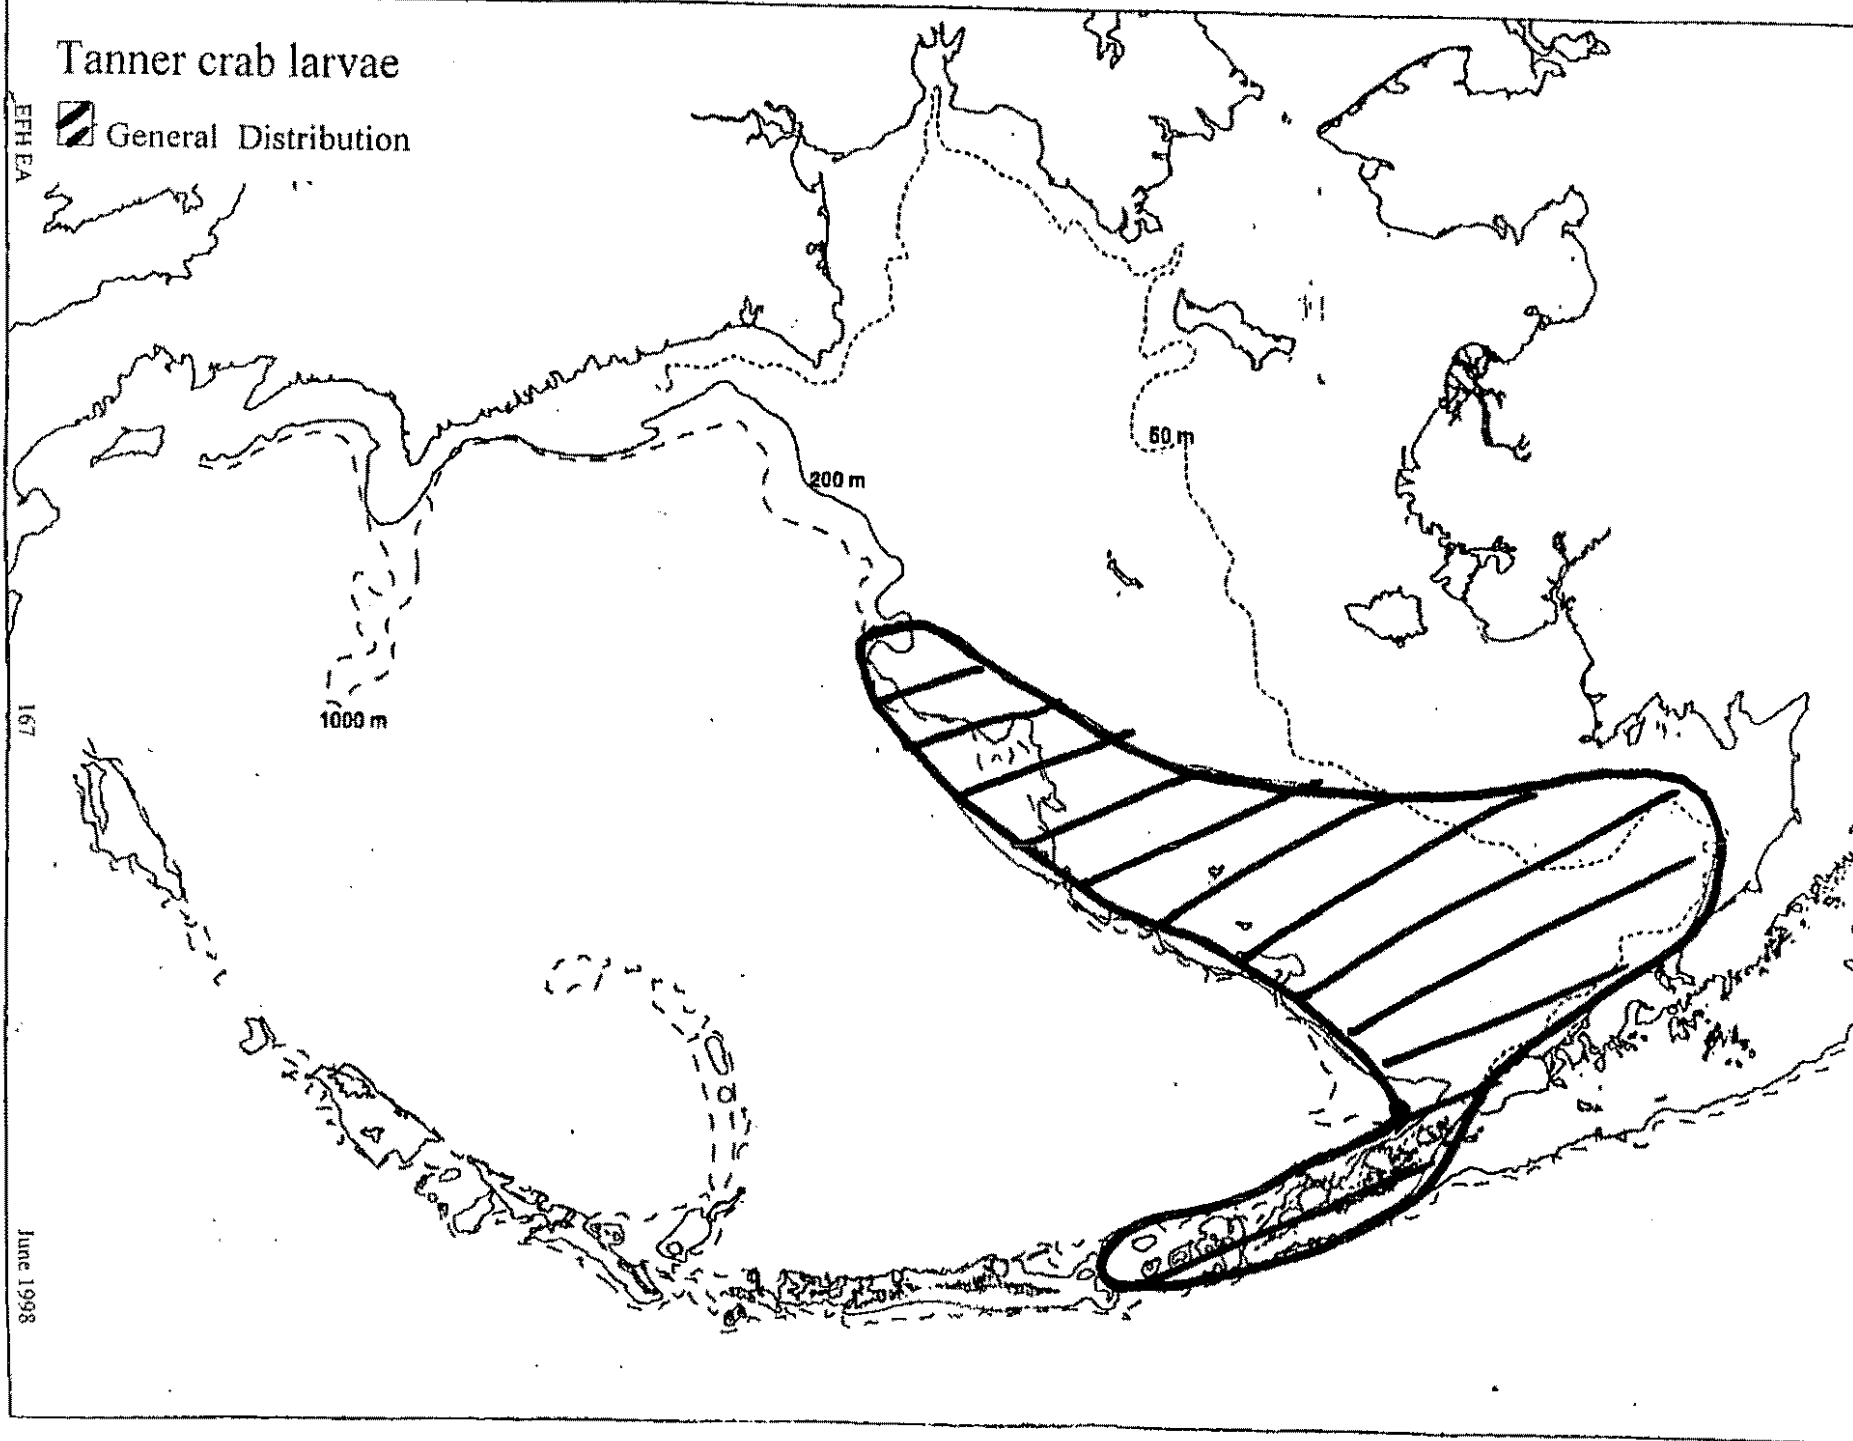 Tanner crab larvae
General Distribution
EFH EA
50 m
200 m
1000 m
167
June 1998